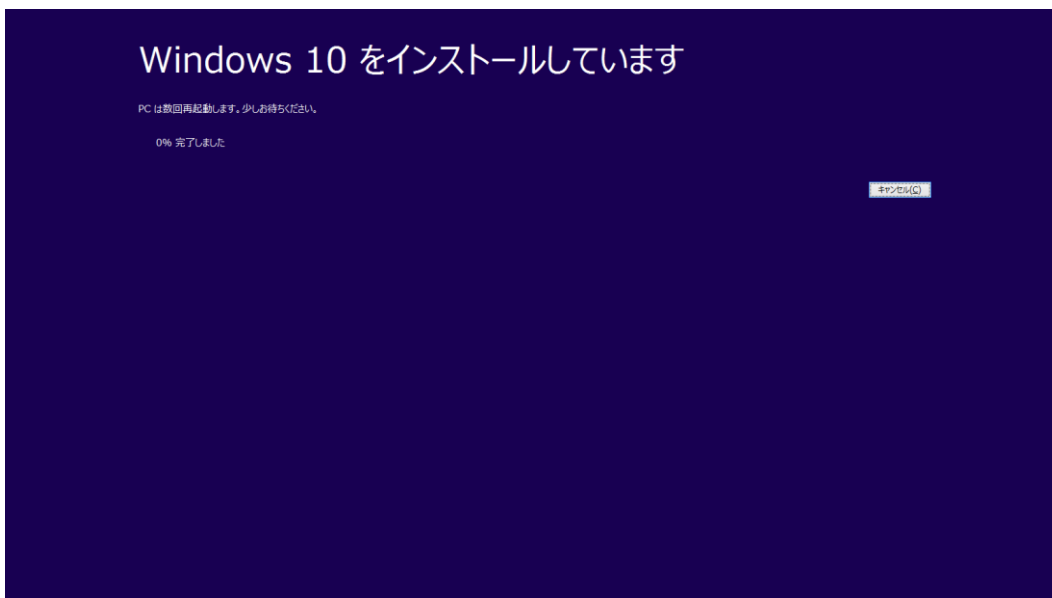 Windows 10 をインストールしています
PC は数回再起動します。少しお待ちください。
0% 完了しました
キャンセル(C)